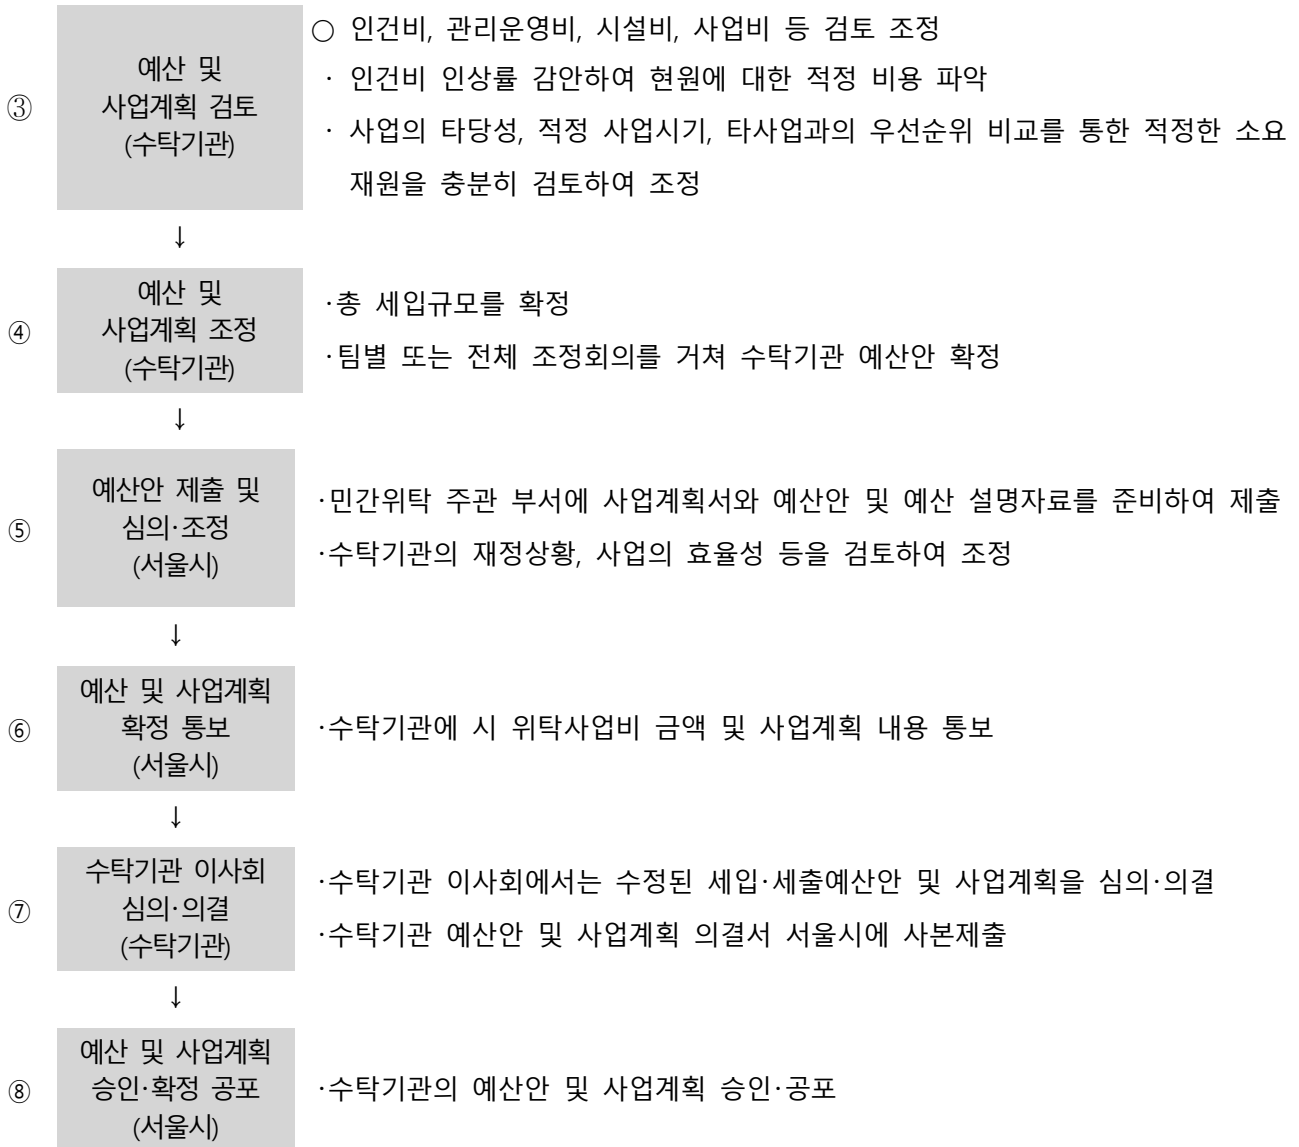 ③
예산 및
사업계획 검토
(수탁기관)
○ 인건비, 관리운영비, 시설비, 사업비 등 검토 조정
· 인건비 인상률 감안하여 현원에 대한 적정 비용 파악
· 사업의 타당성, 적정 사업시기, 타사업과의 우선순위 비교를 통한 적정한 소요
재원을 충분히 검토하여 조정
↓
④
예산 및
사업계획 조정
(수탁기관)
·총 세입규모를 확정
·팀별 또는 전체 조정회의를 거쳐 수탁기관 예산안 확정
↓
⑤
예산안 제출 및
심의·조정
(서울시)
·민간위탁 주관 부서에 사업계획서와 예산안 및 예산 설명자료를 준비하여 제출
·수탁기관의 재정상황, 사업의 효율성 등을 검토하여 조정
↓
⑥
예산 및 사업계획
확정 통보
(서울시)
·수탁기관에 시 위탁사업비 금액 및 사업계획 내용 통보
↓
⑦
수탁기관 이사회
심의·의결
(수탁기관)
·수탁기관 이사회에서는 수정된 세입·세출예산안 및 사업계획을 심의·의결
·수탁기관 예산안 및 사업계획 의결서 서울시에 사본제출
↓
⑧
예산 및 사업계획
승인·확정 공포
(서울시)
·수탁기관의 예산안 및 사업계획 승인·공포